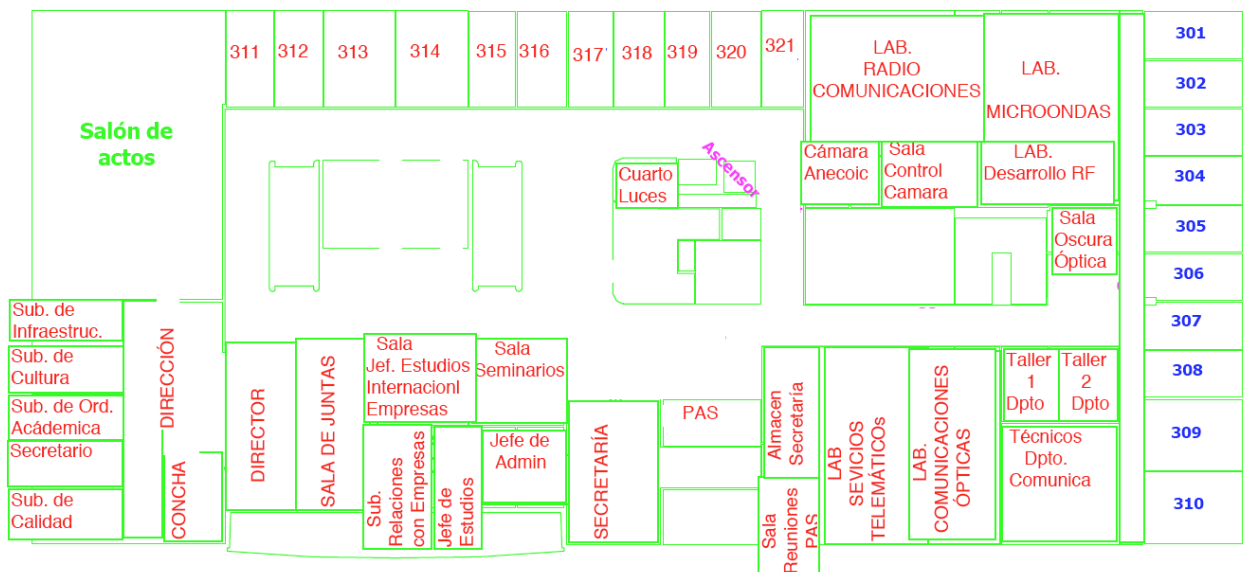 311
312
313
314
315
316
317
318
319
320
321
LAB.
RADIO
COMUNICACIONES
LAB.
MICROONDAS
301
302
303
304
305
306
307
308
309
310
Salón de
actos
Ascensor
Cuarto
Luces
Cámara
Anecoic
Sala
Control
Camara
LAB.
Desarrollo RF
Sala
Oscura
Óptica
Sub. de
Infraestruc.
Sub. de
Cultura
Sub. de Ord.
Acádemica
Secretario
Sub. de
Calidad
DIRECCIÓN
CONCHA
DIRECTOR
SALA DE JUNTAS
Sala
Jef. Estudios
Internacionl
Empresas
Sala
Seminarios
Sub.
Relaciones
con Empresas
Jefe de
Estudios
Jefe de
Admin
SECRETARÍA
PAS
Almacen
Secretaría
Sala
Reuniones
PAS
LAB
SEVICIOS
TELEMÁTICOs
LAB.
COMUNICACIONES
ÓPTICAS
Taller
1
Dpto
Taller
2
Dpto
Técnicos
Dpto.
Comunica